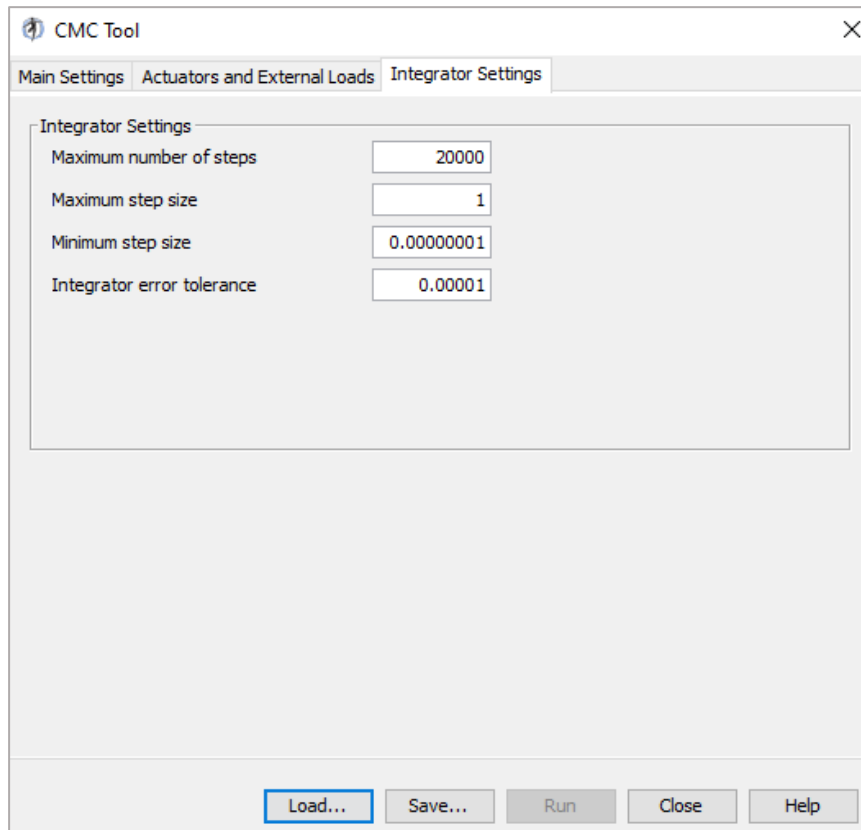 CMC Tool
Main Settings Actuators and External Loads Integrator Settings
Integrator Settings
Maximum number of steps 20000
Maximum step size 1
Minimum step size 0.00000001
Integrator error tolerance 0.00001
Load... Save... Run Close Help